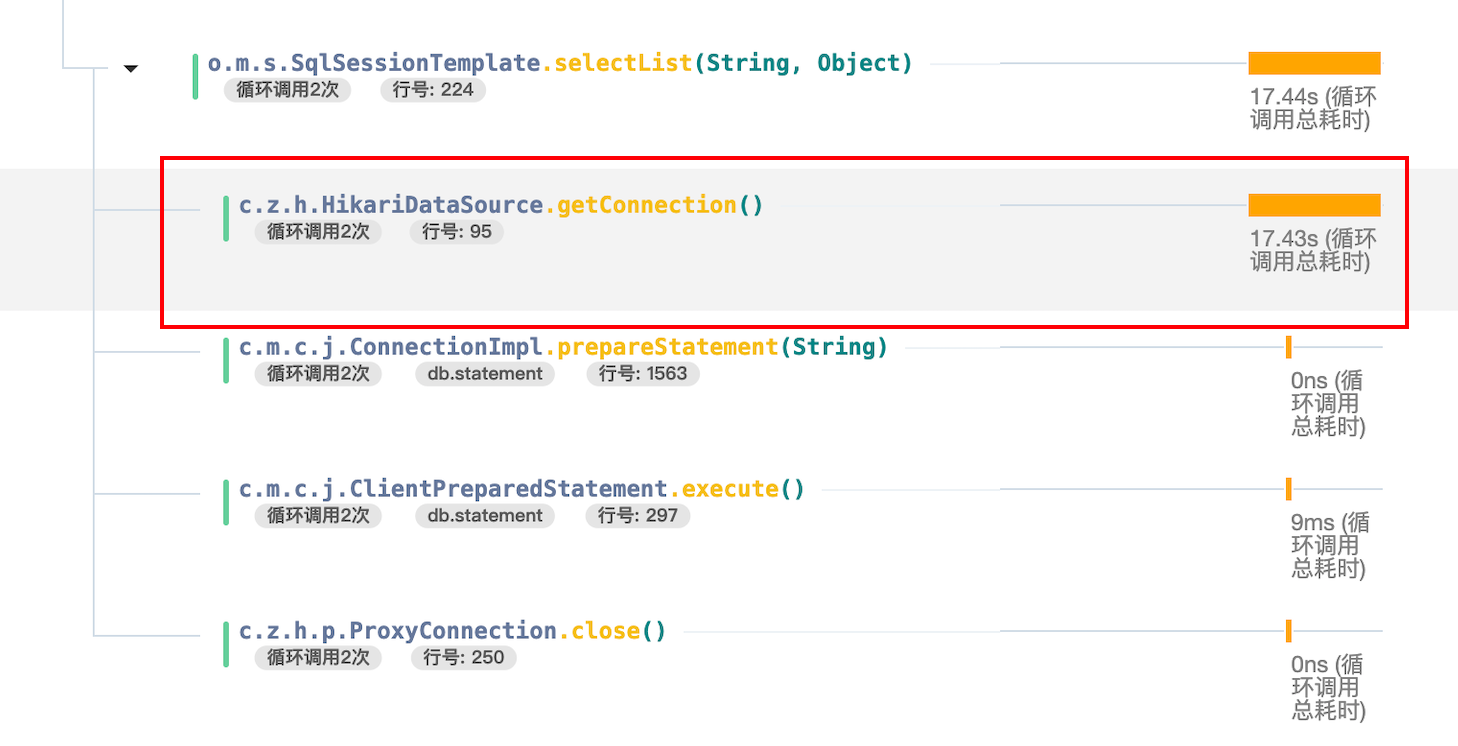 o.m.s.SqlSessionTemplate.selectList(String, Object)
循环调用2次 行号: 224
17.44s (循环
调用总耗时)
c.z.h.HikariDataSource.getConnection()
循环调用2次 行号: 95
17.43s (循环
调用总耗时)
c.m.c.j.ConnectionImpl.prepareStatement(String)
循环调用2次 db.statement 行号: 1563
0ns (循
环调用
总耗时)
c.m.c.j.ClientPreparedStatement.execute()
循环调用2次 db.statement 行号: 297
9ms (循
环调用
总耗时)
c.z.h.p.ProxyConnection.close()
循环调用2次 行号: 250
0ns (循
环调用
总耗时)